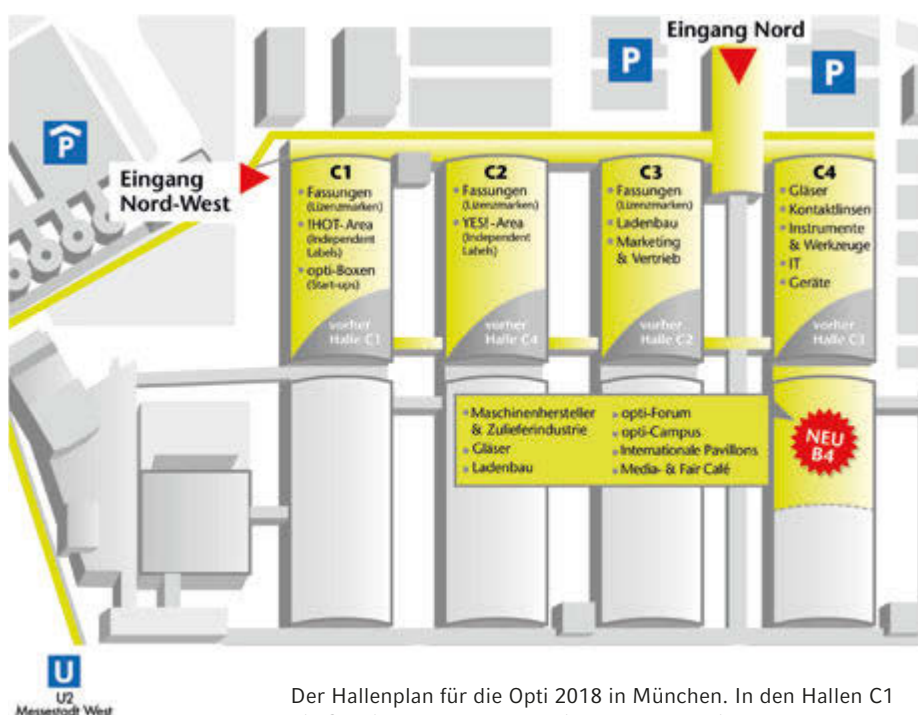 Eingang Nord
P
P
P
Eingang
Nord-West
C1
Fassungen
(Lizenzmarken)
!HOT-Area
(Independent
Labels)
opti-Boxen
(Start-ups)
vorher
Halle C1
C2
Fassungen
(Lizenzmarken)
YES!-Area
(Independent
Labels)
vorher
Halle C4
C3
Fassungen
(Lizenzmarken)
Ladenbau
Marketing
& Vertrieb
vorher
Halle C2
C4
Gläser
Kontaktlinsen
Instrumente
& Werkzeuge
IT
Geräte
vorher
Halle C3
Maschinenhersteller
& Zulieferindustrie
Gläser
Ladenbau
opti-Forum
opti-Campus
Internationale Pavillons
Media- & Fair Café
NEU
B4
U
U2
Messestadt West
Der Hallenplan für die Opti 2018 in München. In den Hallen C1